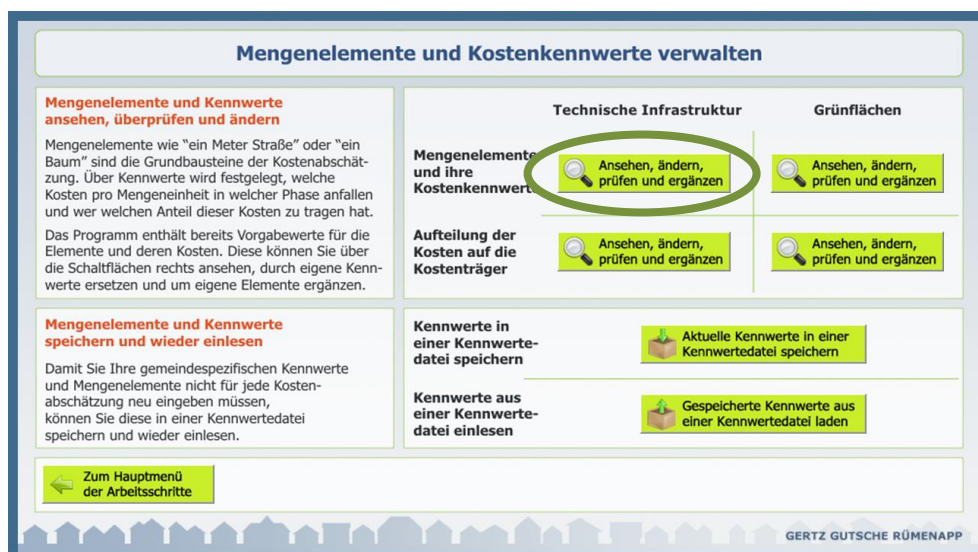 Mengenelemente und Kostenkennwerte verwalten
Mengenelemente und Kennwerte
ansehen, überprüfen und ändern
Mengenelemente wie "ein Meter Straße" oder "ein
Baum" sind die Grundbausteine der Kostenabschät-
zung. Über Kennwerte wird festgelegt, welche
Kosten pro Mengeneinheit in welcher Phase anfallen
und wer welchen Anteil dieser Kosten zu tragen hat.
Das Programm enthält bereits Vorgabewerte für die
Elemente und deren Kosten. Diese können Sie über
die Schaltflächen rechts ansehen, durch eigene Kenn-
werte ersetzen und um eigene Elemente ergänzen.
Technische Infrastruktur
Grünflächen
Mengenelemente
und ihre
Kostenkennwerte
Ansehen, ändern,
prüfen und ergänzen
Ansehen, ändern,
prüfen und ergänzen
Aufteilung der
Kosten auf die
Kostenträger
Ansehen, ändern,
prüfen und ergänzen
Ansehen, ändern,
prüfen und ergänzen
Mengenelemente und Kennwerte
speichern und wieder einlesen
Damit Sie Ihre gemeindespezifischen Kennwerte
und Mengenelemente nicht für jede Kosten-
abschätzung neu eingeben müssen,
können Sie diese in einer Kennwertedatei
speichern und wieder einlesen.
Kennwerte in
einer Kennwerte-
datei speichern
Aktuelle Kennwerte in einer
Kennwertedatei speichern
Kennwerte aus
einer Kennwerte-
datei einlesen
Gespeicherte Kennwerte aus
einer Kennwertedatei laden
Zum Hauptmenü
der Arbeitsschritte
GERTZ GUTSCHE RÜMENAPP